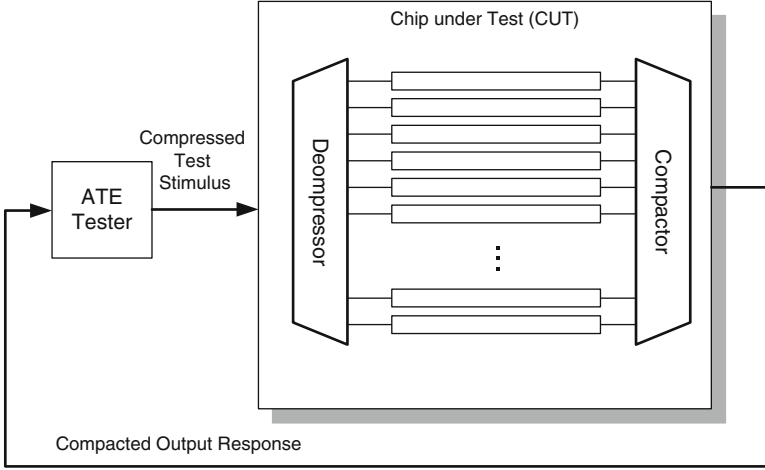 Chip under Test (CUT)
Compressed
Test
Stimulus
ATE
Tester
Deompressor
Compactor
Compacted Output Response